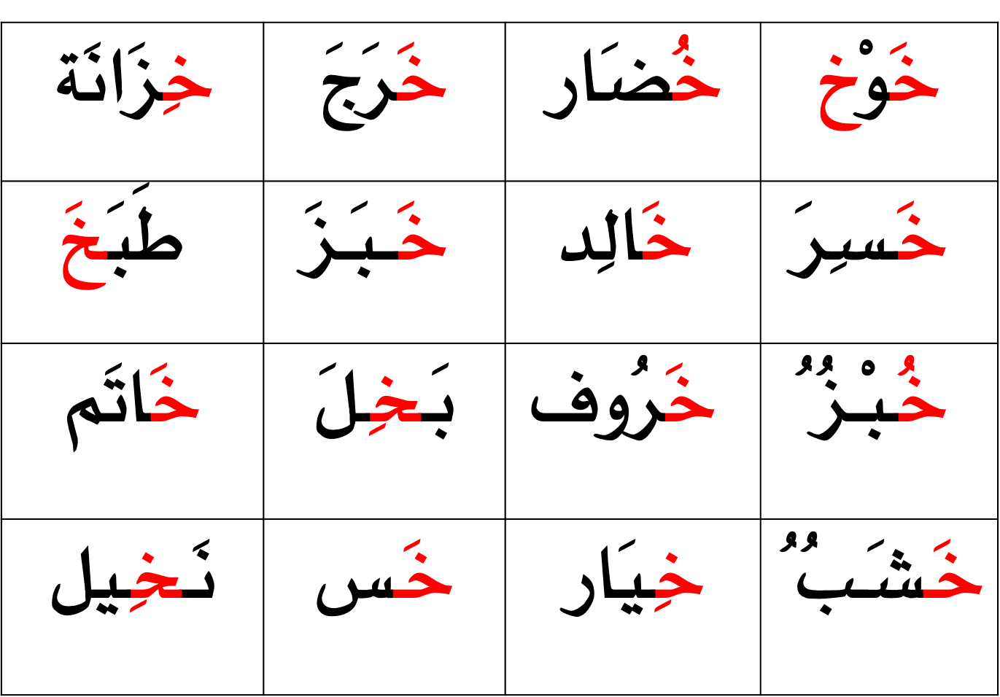 خَوْخ خُضَار خَرَجَ خِزَانَة
خَسِرَ خَالِد خَبَزَ طَبَخَ
خُبْزُ ُ خَرُوف بَخِلَ خَاتَم
خَشَبُ ُ خِيَار خَس نَخِيل